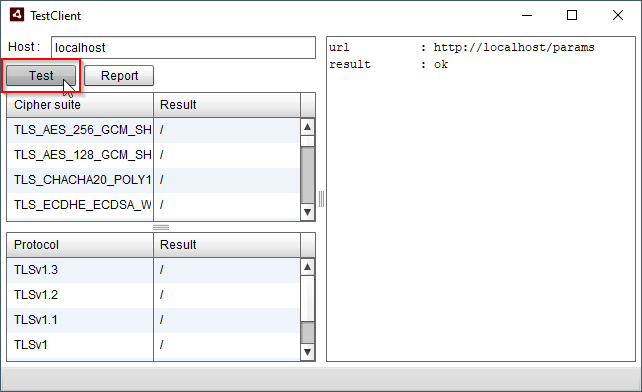 TestClient
Host: localhost
Test Report
Cipher suite Result
TLS_AES_256_GCM_SH /
TLS_AES_128_GCM_SH /
TLS_CHACHA20_POLY1 /
TLS_ECDHE_ECDSA_W /
Protocol Result
TLSv1.3 /
TLSv1.2 /
TLSv1.1 /
TLSv1 /
url : http://localhost/params
result : ok